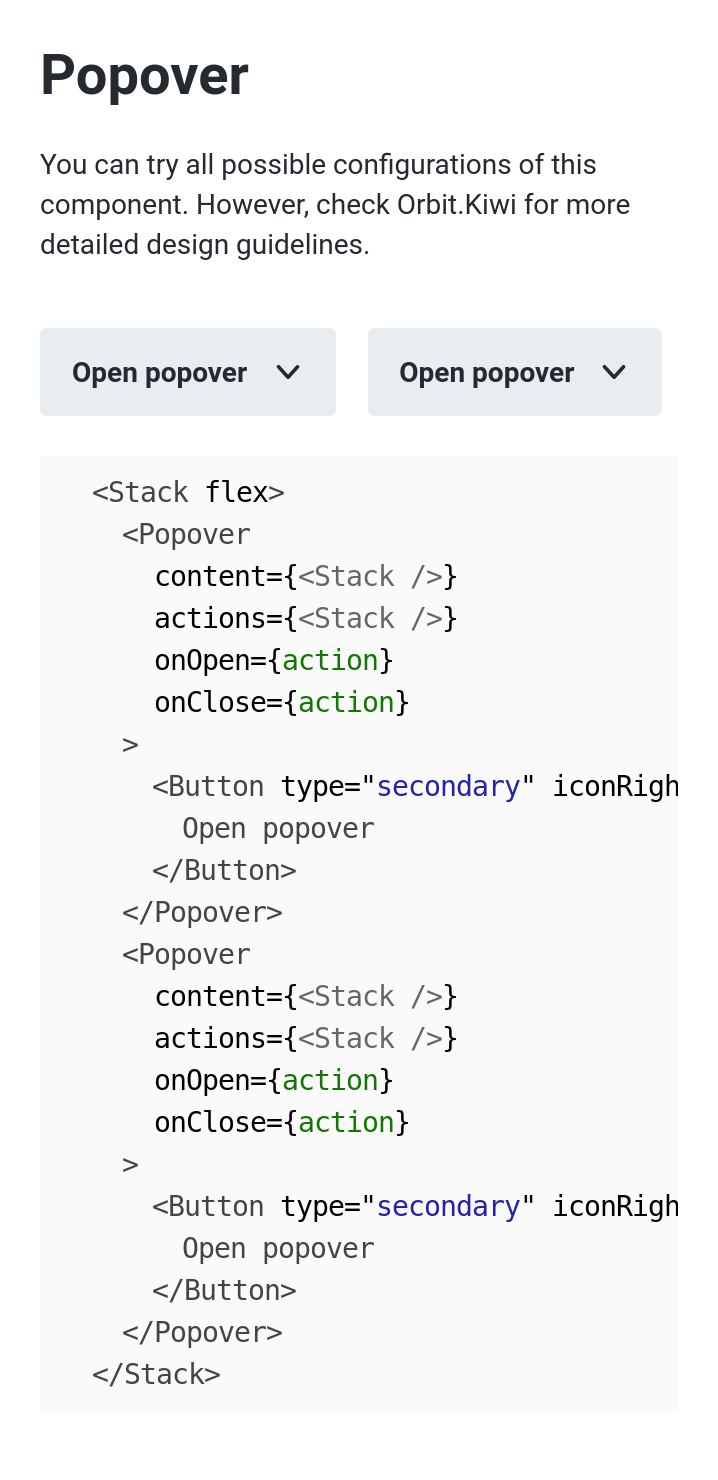 Popover
You can try all possible configurations of this
component. However, check Orbit.Kiwi for more
detailed design guidelines.
Open popover Open popover
<Stack flex>
<Popover
content={<Stack />}
actions={<Stack />}
onOpen={action}
onClose={action}
>
<Button type="secondary" iconRigh
Open popover
</Button>
</Popover>
<Popover
content={<Stack />}
actions={<Stack />}
onOpen={action}
onClose={action}
>
<Button type="secondary" iconRigh
Open popover
</Button>
</Popover>
</Stack>